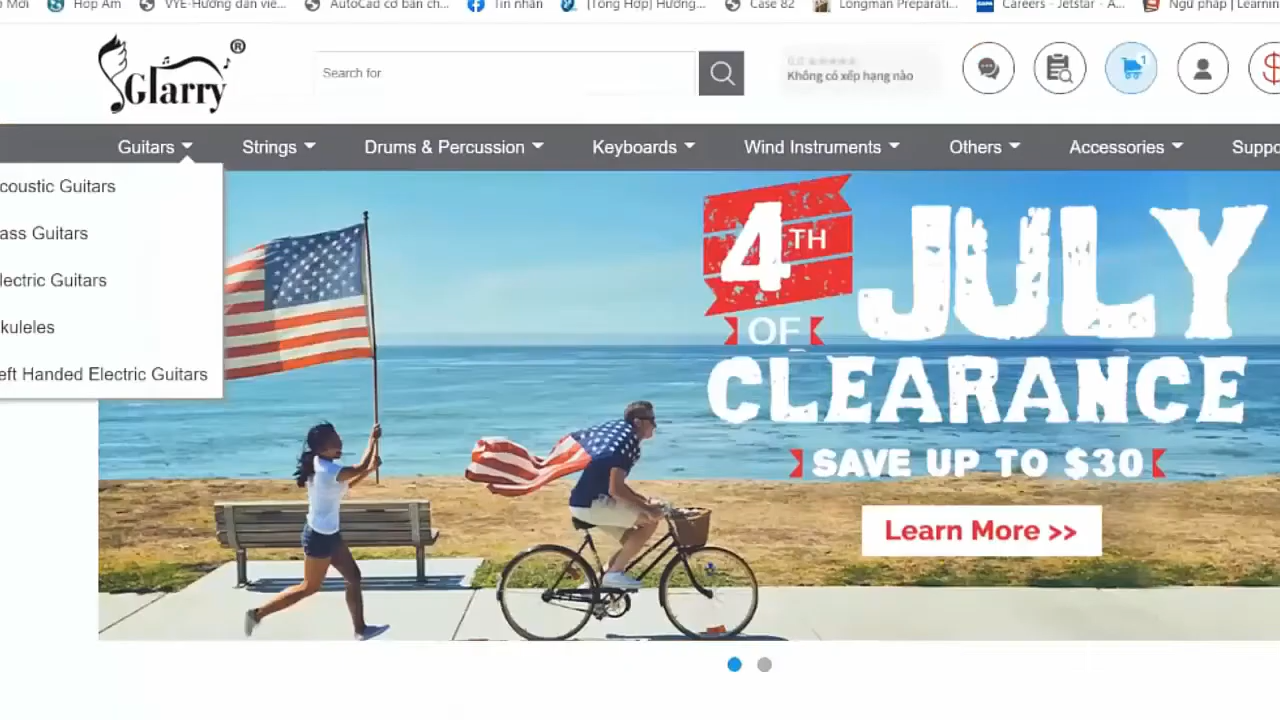 Hợp Âm
VYE-Hướng dẫn viê...
AutoCad cơ bản ch...
Tin nhắn
[Tổng Hợp] Hướng...
Case 82
Longman Preparati...
Careers - Jetstar - A...
Ngữ pháp | Learnin
Glarry®
Search for
Không có xếp hạng nào
1
Guitars
Strings
Drums & Percussion
Keyboards
Wind Instruments
Others
Accessories
Suppo
coustic Guitars
ass Guitars
lectric Guitars
kuleles
eft Handed Electric Guitars
4TH
JULY
OF
CLEARANCE
SAVE UP TO $30
Learn More >>